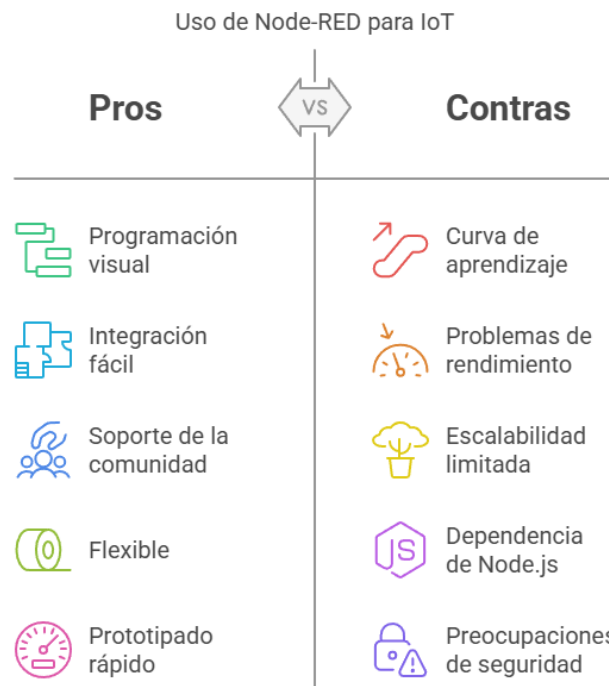 Uso de Node-RED para IoT
Pros
VS
Contras
Programación
visual
Curva de
aprendizaje
Integración
fácil
Problemas de
rendimiento
Soporte de la
comunidad
Escalabilidad
limitada
Flexible
JS
Dependencia
de Node.js
Prototipado
rápido
Preocupaciones
de seguridad